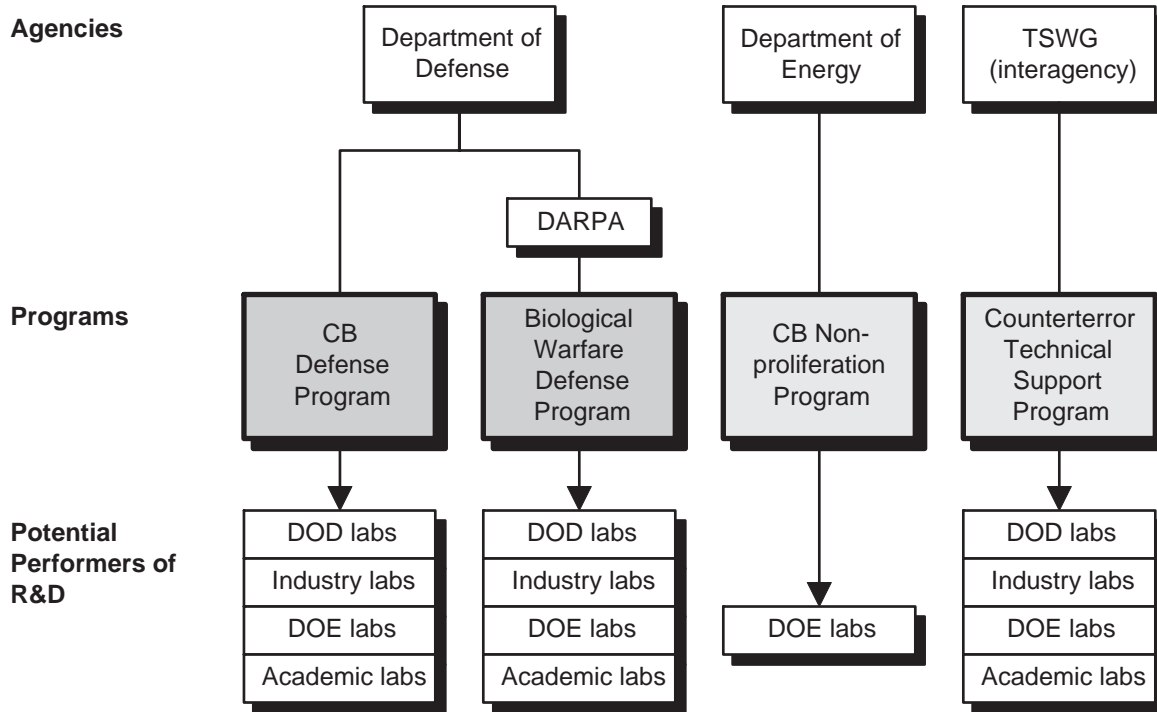 Agencies
Department of
Defense
Department of
Energy
TSWG
(interagency)
DARPA
Programs
CB
Defense
Program
Biological
Warfare
Defense
Program
CB Non-
proliferation
Program
Counterterror
Technical
Support
Program
Potential
Performers of
R&D
DOD labs
Industry labs
DOE labs
Academic labs
DOD labs
Industry labs
DOE labs
Academic labs
DOE labs
DOD labs
Industry labs
DOE labs
Academic labs